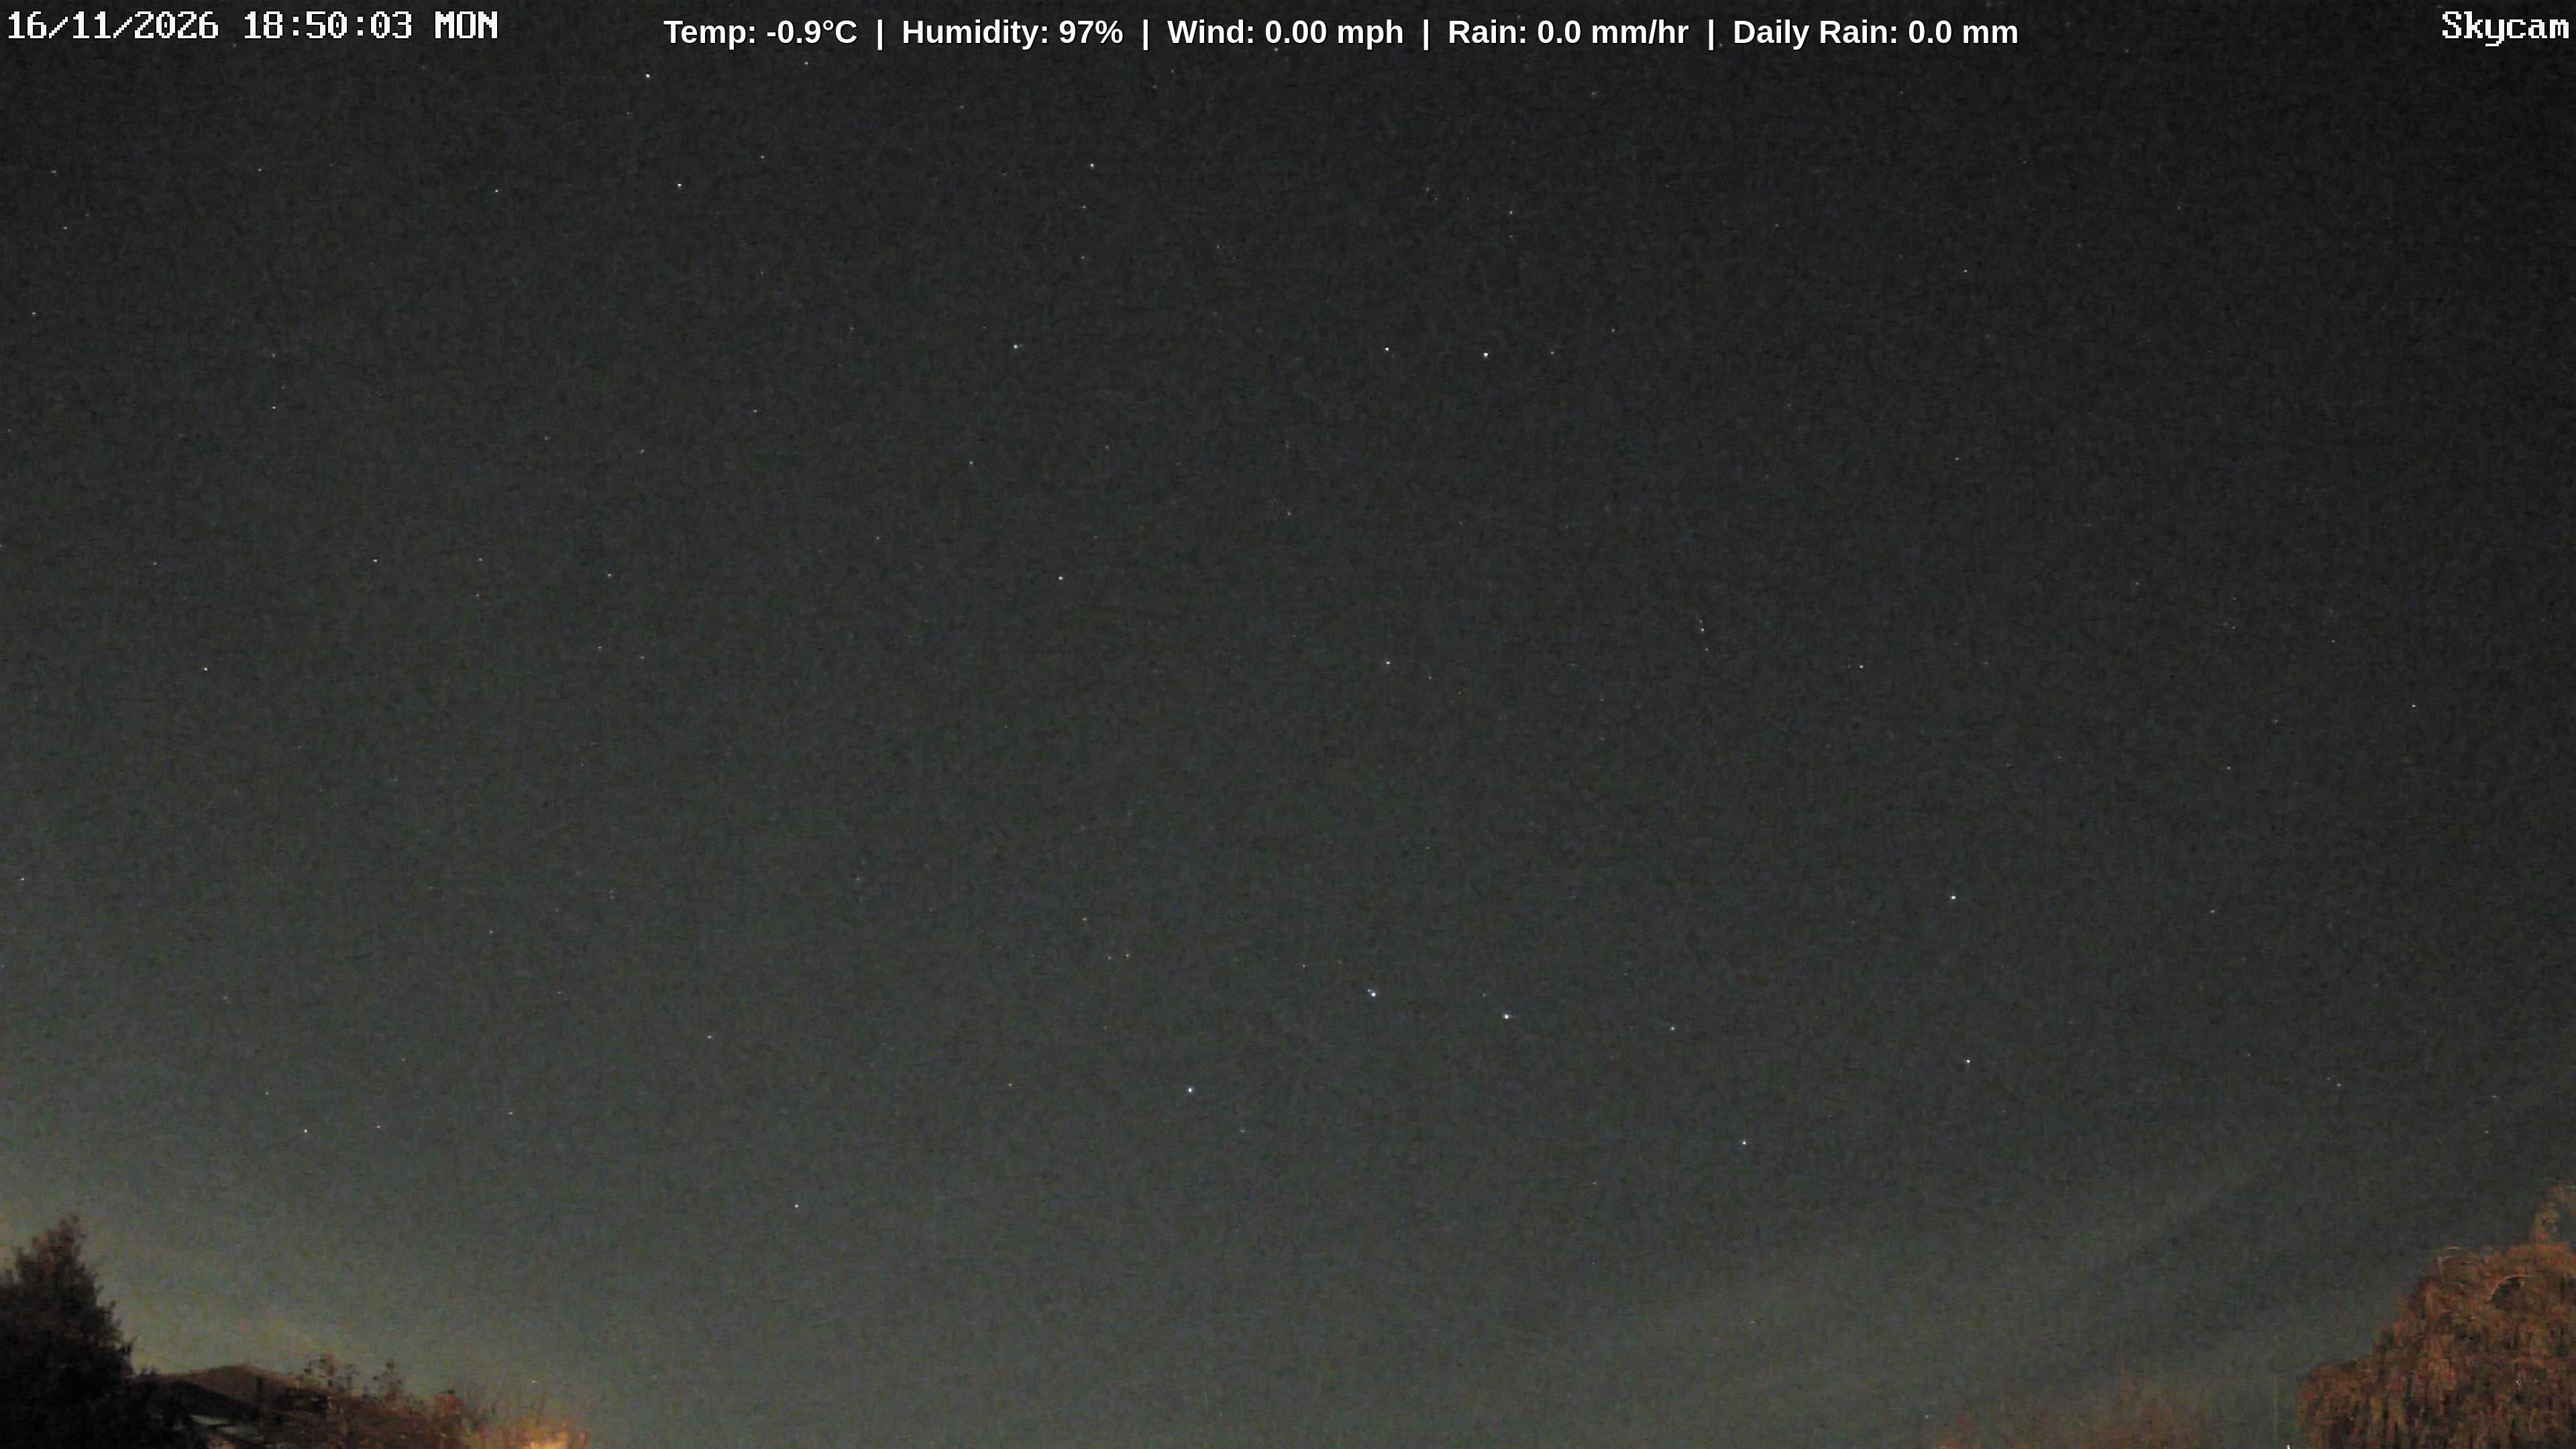 16/11/2026 18:50:03 MON
Temp: -0.9°C | Humidity: 97% | Wind: 0.00 mph | Rain: 0.0 mm/hr | Daily Rain: 0.0 mm
Skycam